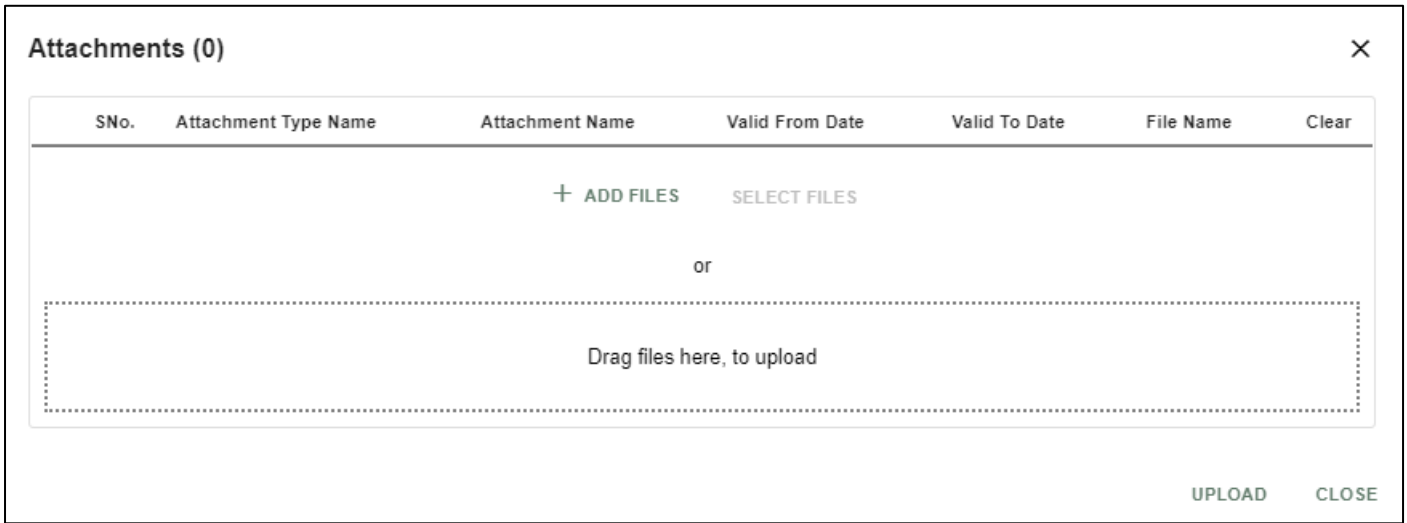 Attachments (0)
SNo. Attachment Type Name Attachment Name Valid From Date Valid To Date File Name Clear
+ ADD FILES SELECT FILES
or
Drag files here, to upload
UPLOAD CLOSE